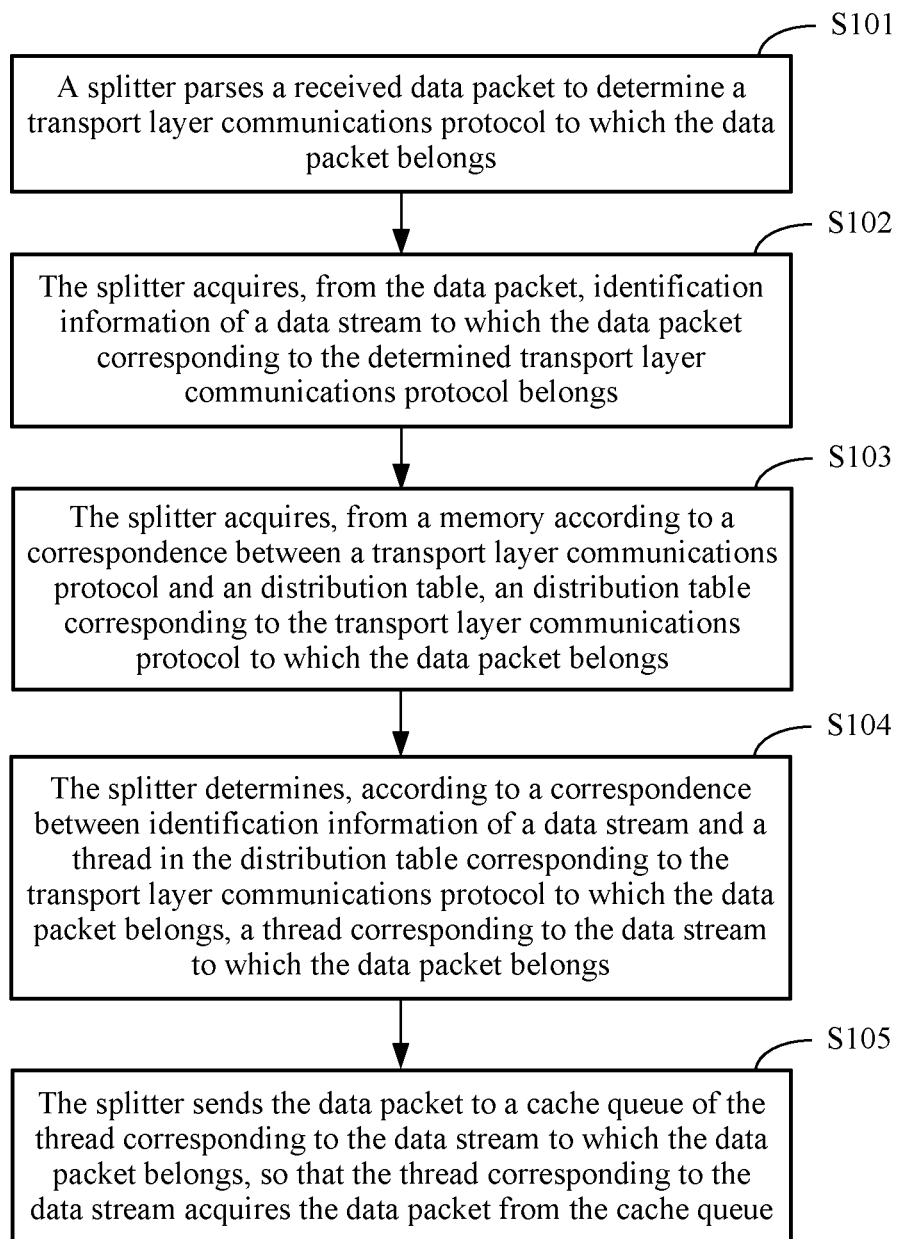 S101
A splitter parses a received data packet to determine a
transport layer communications protocol to which the data
packet belongs
S102
The splitter acquires, from the data packet, identification
information of a data stream to which the data packet
corresponding to the determined transport layer
communications protocol belongs
S103
The splitter acquires, from a memory according to a
correspondence between a transport layer communications
protocol and an distribution table, an distribution table
corresponding to the transport layer communications
protocol to which the data packet belongs
S104
The splitter determines, according to a correspondence
between identification information of a data stream and a
thread in the distribution table corresponding to the
transport layer communications protocol to which the data
packet belongs, a thread corresponding to the data stream
to which the data packet belongs
S105
The splitter sends the data packet to a cache queue of the
thread corresponding to the data stream to which the data
packet belongs, so that the thread corresponding to the
data stream acquires the data packet from the cache queue